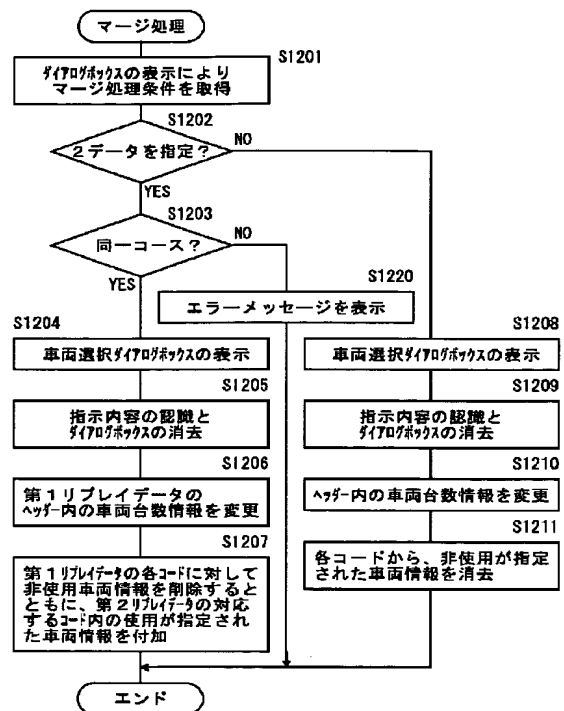 マージ処理
S1201
ﾀﾞｲｱﾛｸﾞﾎﾞｯｸｽの表示により
マージ処理条件を取得
S1202
2データを指定？
NO
YES
S1203
同一コース？
NO
YES
S1220
エラーメッセージを表示
S1204
車両選択ﾀﾞｲｱﾛｸﾞﾎﾞｯｸｽの表示
S1205
指示内容の認識と
ﾀﾞｲｱﾛｸﾞﾎﾞｯｸｽの消去
S1206
第1リプレイデータの
ﾍｯﾀﾞｰ内の車両台数情報を変更
S1207
第1ﾘﾌﾟﾚｲﾃﾞｰﾀの各ｺｰﾄﾞに対して
非使用車両情報を削除すると
ともに、第2ﾘﾌﾟﾚｲﾃﾞｰﾀの対応
するｺｰﾄﾞ内の使用が指定され
た車両情報を付加
S1208
車両選択ﾀﾞｲｱﾛｸﾞﾎﾞｯｸｽの表示
S1209
指示内容の認識と
ﾀﾞｲｱﾛｸﾞﾎﾞｯｸｽの消去
S1210
ﾍｯﾀﾞｰ内の車両台数情報を変更
S1211
各コードから、非使用が指定
された車両情報を消去
エンド